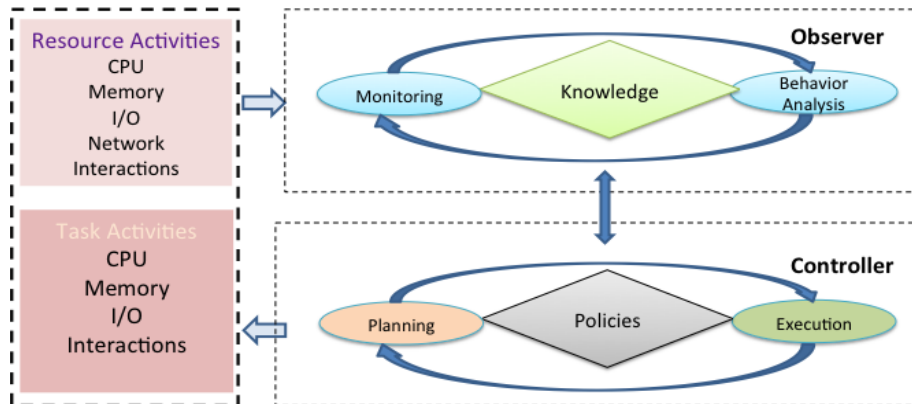 Resource Activities
CPU
Memory
I/O
Network
Interactions
Task Activities
CPU
Memory
I/O
Interactions
Observer
Monitoring
Knowledge
Behavior
Analysis
Controller
Planning
Policies
Execution